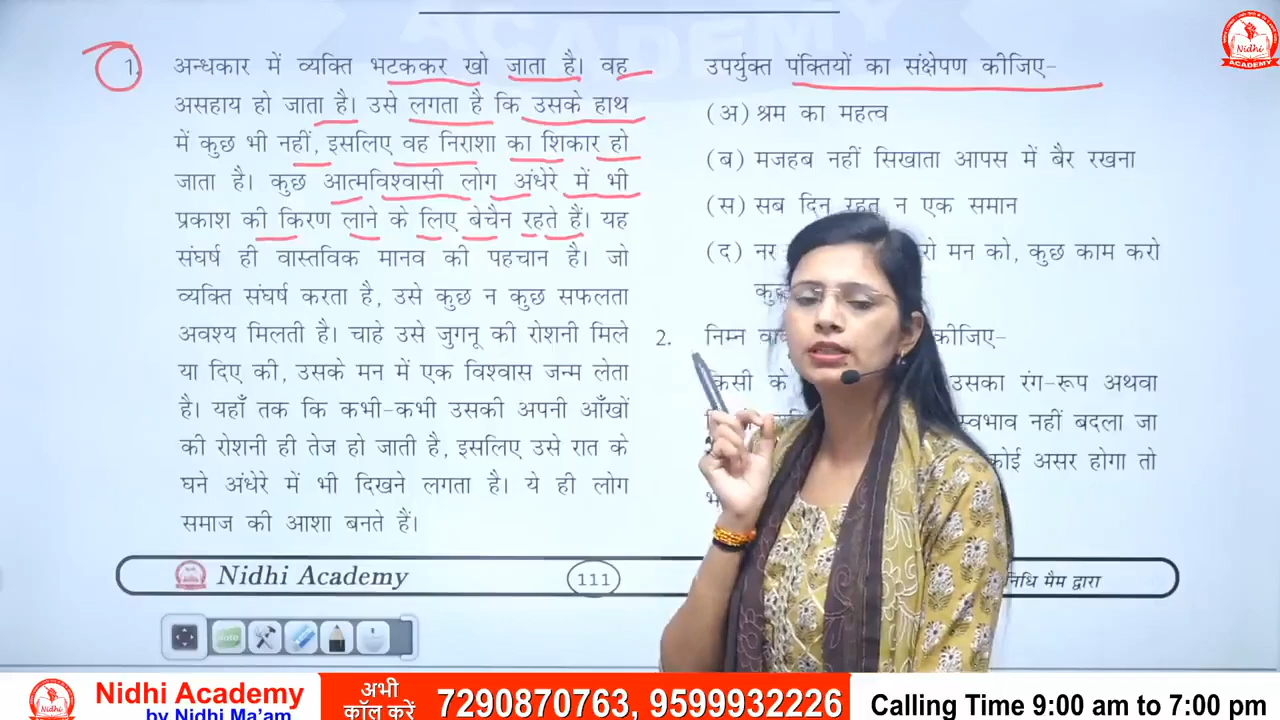 ACADEMY
Nidhi
ACADEMY
1.
अन्धकार में व्यक्ति भटककर खो जाता है। वह
असहाय हो जाता है। उसे लगता है कि उसके हाथ
में कुछ भी नहीं, इसलिए वह निराशा का शिकार हो
जाता है। कुछ आत्मविश्वासी लोग अंधेरे में भी
प्रकाश की किरण लाने के लिए बेचैन रहते हैं। यह
संघर्ष ही वास्तविक मानव की पहचान है। जो
व्यक्ति संघर्ष करता है, उसे कुछ न कुछ सफलता
अवश्य मिलती है। चाहे उसे जुगनू की रोशनी मिले
या दिए की, उसके मन में एक विश्वास जन्म लेता
है। यहाँ तक कि कभी-कभी उसकी अपनी आँखों
की रोशनी ही तेज हो जाती है, इसलिए उसे रात के
घने अंधेरे में भी दिखने लगता है। ये ही लोग
समाज की आशा बनते हैं।
उपर्युक्त पंक्तियों का संक्षेपण कीजिए-
(अ) श्रम का महत्व
(ब) मजहब नहीं सिखाता आपस में बैर रखना
(स) सब दिन रहत न एक समान
(द) नर मन को, कुछ काम करो
2. निम्न कीजिए-
किसी के उसका रंग-रूप अथवा
स्वभाव नहीं बदला जा
कोई असर होगा तो
Nidhi Academy
111
निधि मैम द्वारा
Nidhi Academy
by Nidhi Ma'am
अभी
कॉल करें
7290870763, 9599932226
Calling Time 9:00 am to 7:00 pm